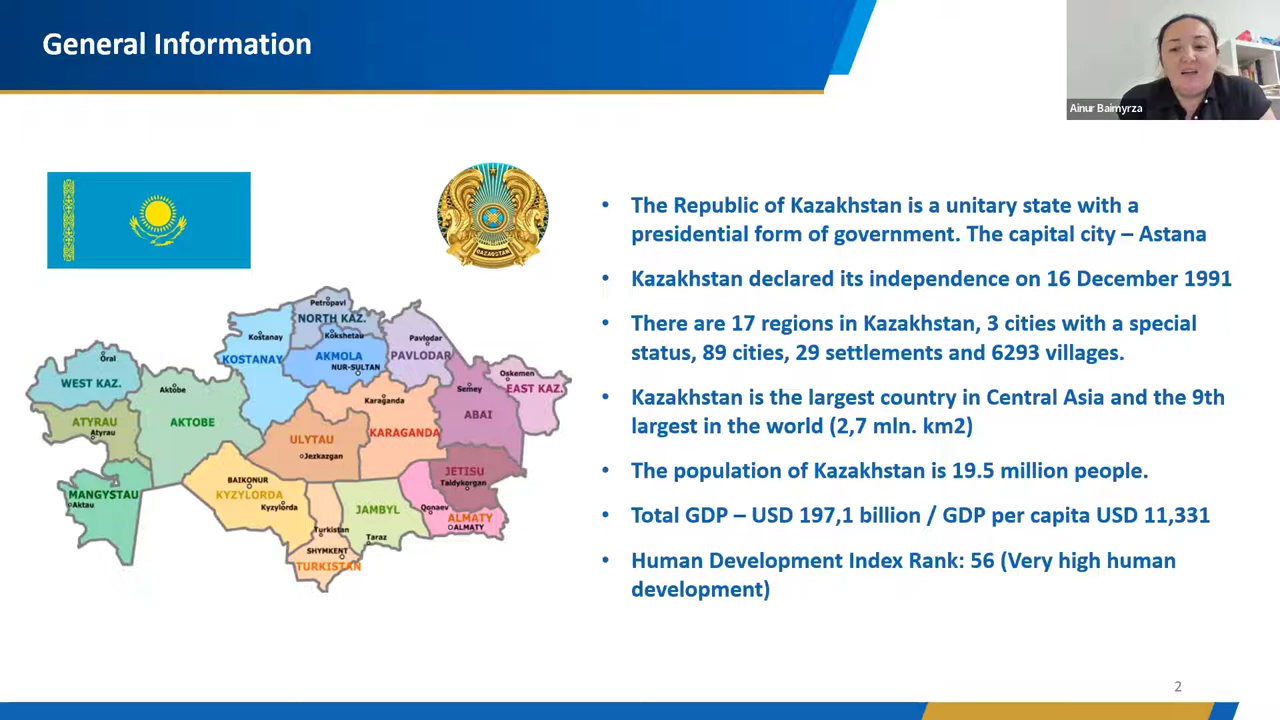 General Information
Ainur Baimyrza
QAZAQSTAN
• The Republic of Kazakhstan is a unitary state with a
presidential form of government. The capital city – Astana
• Kazakhstan declared its independence on 16 December 1991
• There are 17 regions in Kazakhstan, 3 cities with a special
status, 89 cities, 29 settlements and 6293 villages.
• Kazakhstan is the largest country in Central Asia and the 9th
largest in the world (2,7 mln. km2)
• The population of Kazakhstan is 19.5 million people.
• Total GDP – USD 197,1 billion / GDP per capita USD 11,331
• Human Development Index Rank: 56 (Very high human
development)
Petropavl
NORTH KAZ.
Kostanay
Kokshetau
Pavlodar
KOSTANAY
AKMOLA
PAVLODAR
NUR-SULTAN
Oral
WEST KAZ.
Aktobe
Oskemen
Semey
EAST KAZ.
Karaganda
ATYRAU
Atyrau
AKTOBE
ABAI
ULYTAU
KARAGANDA
Jezkazgan
JETISU
Taldykorgan
BAIKONUR
MANGYSTAU
Aktau
KYZYLORDA
Kyzylorda
JAMBYL
Qonaev
ALMATY
ALMATY
Turkistan
Taraz
SHYMKENT
TURKISTAN
2